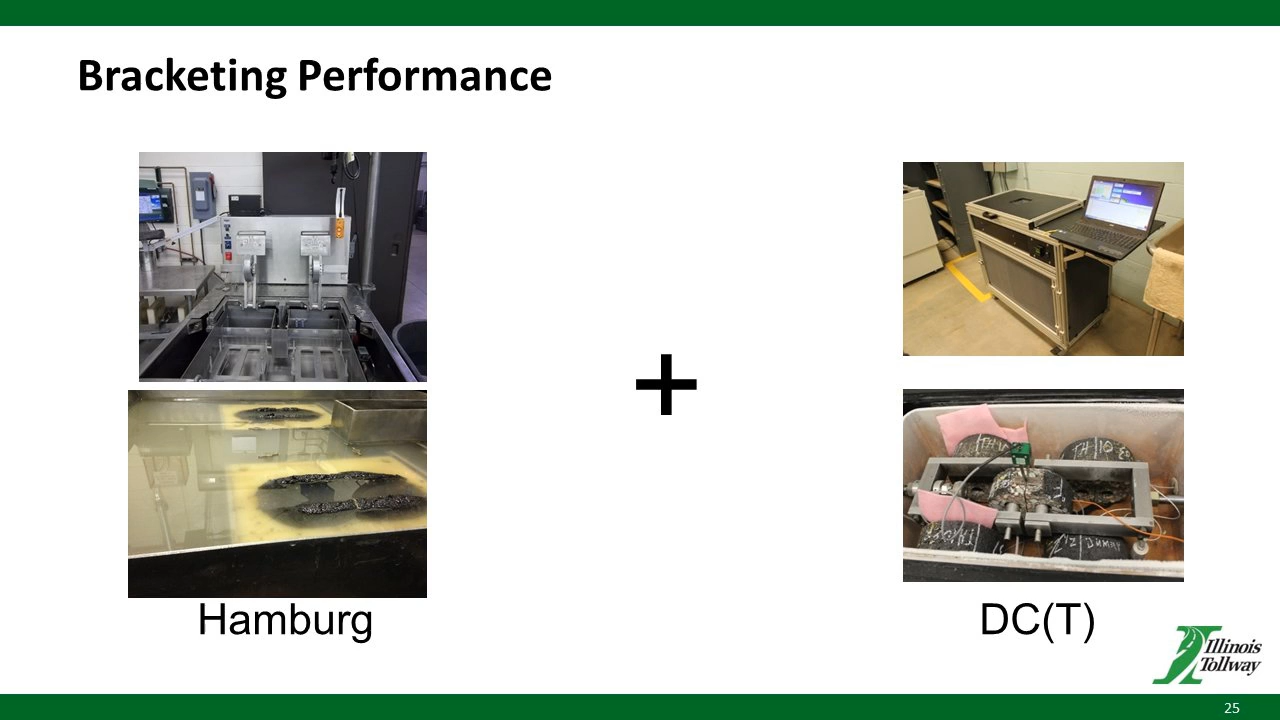 Bracketing Performance
+
Hamburg
DC(T)
Illinois
Tollway
25